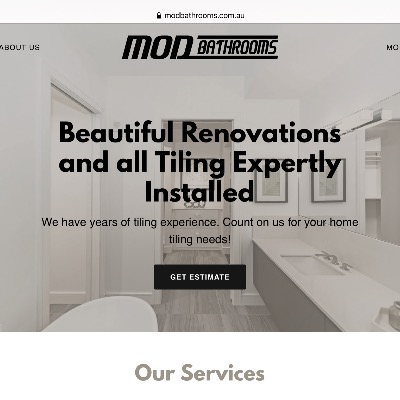 modbathrooms.com.au
ABOUT US
MOD BATHROOMS
MO
Beautiful Renovations
and all Tiling Expertly
Installed
We have years of tiling experience. Count on us for your home
tiling needs!
GET ESTIMATE
Our Services